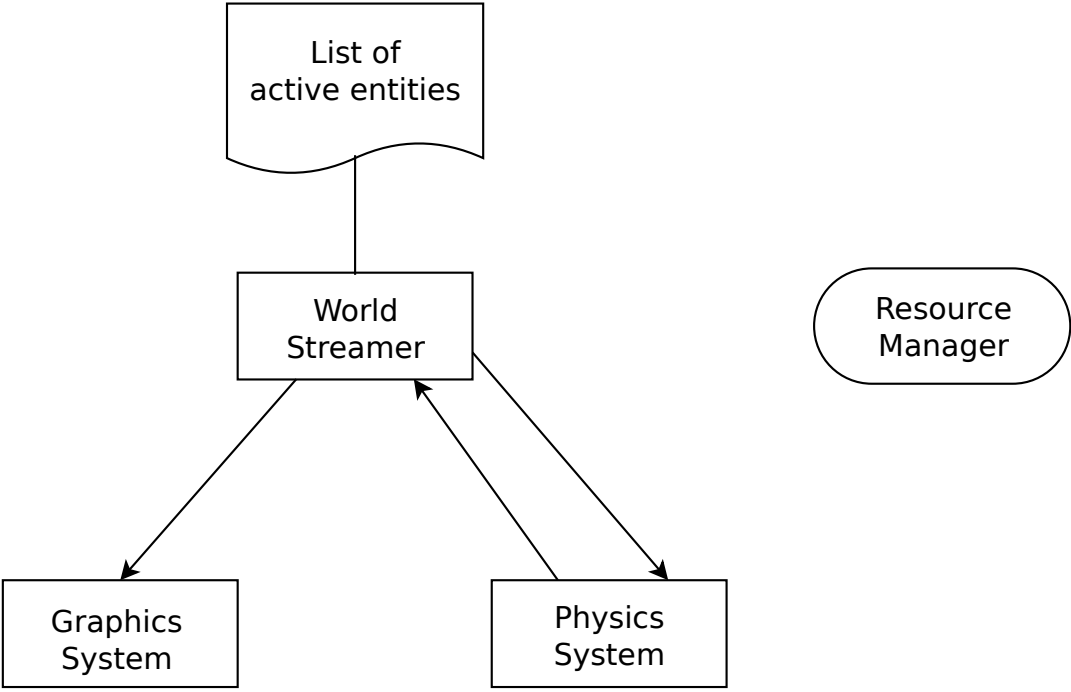 List of
active entities
World
Streamer
Resource
Manager
Graphics
System
Physics
System